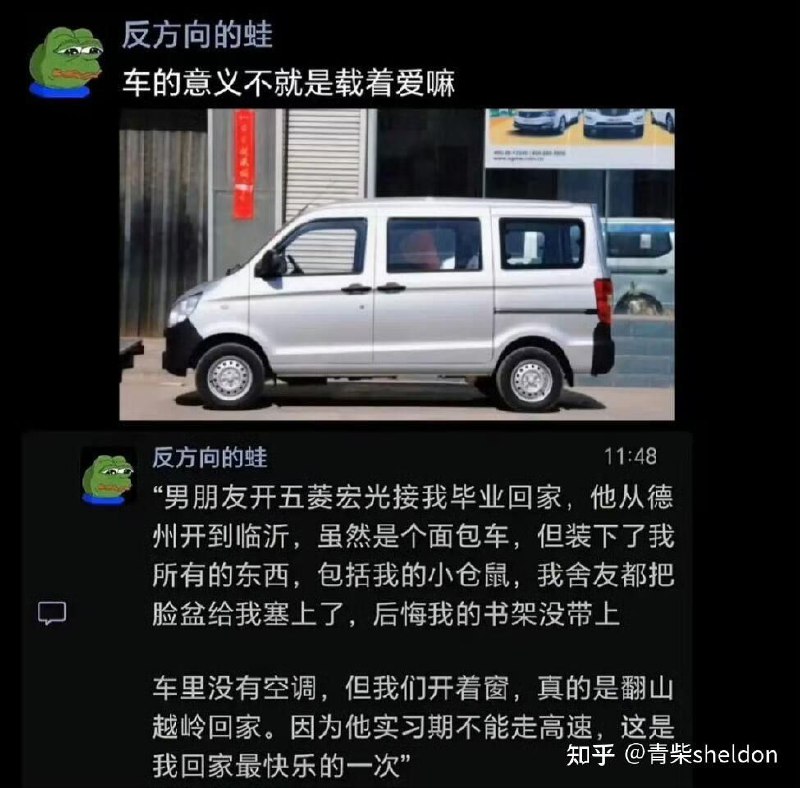 反方向的蛙
车的意义不就是载着爱嘛
反方向的蛙
11:48
“男朋友开五菱宏光接我毕业回家，他从德
州开到临沂，虽然是个面包车，但装下了我
所有的东西，包括我的小仓鼠，我舍友都把
脸盆给我塞上了，后悔我的书架没带上
车里没有空调，但我们开着窗，真的是翻山
越岭回家。因为他实习期不能走高速，这是
我回家最快乐的一次”
知乎 @青柴sheldon